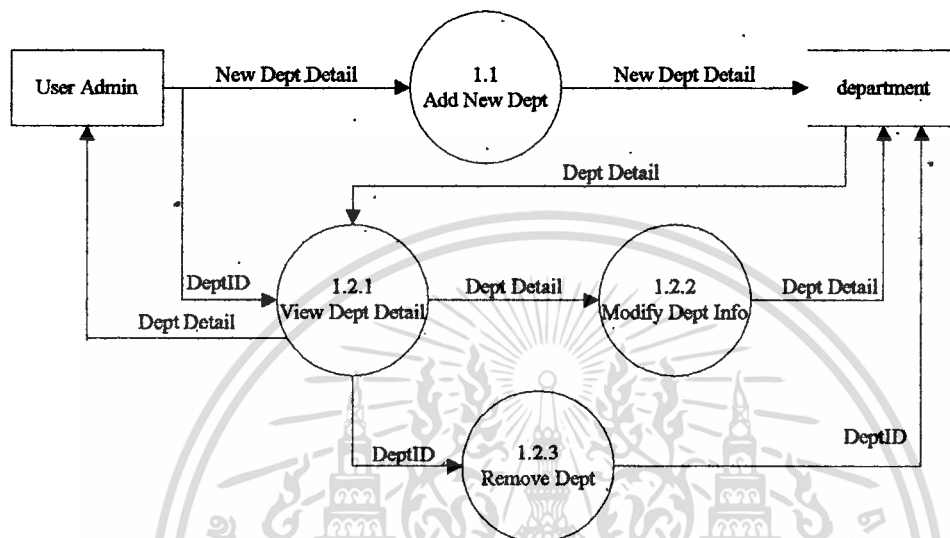 User Admin
New Dept Detail
1.1
Add New Dept
New Dept Detail
department
Dept Detail
DeptID
1.2.1
View Dept Detail
Dept Detail
1.2.2
Modify Dept Info
Dept Detail
Dept Detail
DeptID
1.2.3
Remove Dept
DeptID